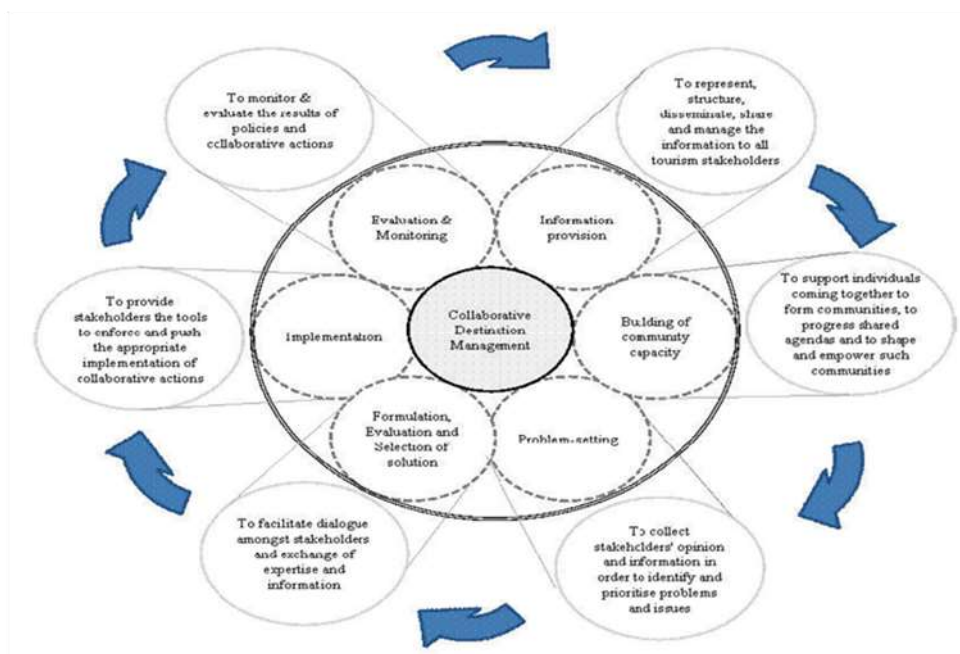 To monitor &
evaluate the results of
policies and
collaborative actions
To represent,
structure,
disseminate, share
and manage the
information to all
tourism stakeholders
Evaluation &
Monitoring
Information
provision
To provide
stakeholders the tools
to enforce and push
the appropriate
implementation of
collaborative actions
Implementation
Collaborative
Destination
Management
Building of
community
capacity
To support individuals
coming together to
form communities, to
progress shared
agendas and to shape
and empower such
communities
Formulation,
Evaluation and
Selection of
solution
Problem-setting
To facilitate dialogue
amongst stakeholders
and exchange of
expertise and
information
To collect
stakeholders' opinion
and information in
order to identify and
prioritise problems
and issues